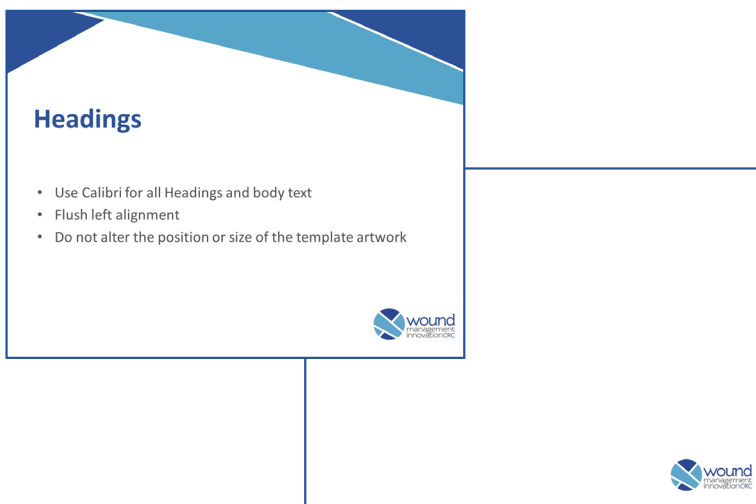 Headings
• Use Calibri for all Headings and body text
• Flush left alignment
• Do not alter the position or size of the template artwork
wound
management
innovation CRC
wound
management
innovation CRC